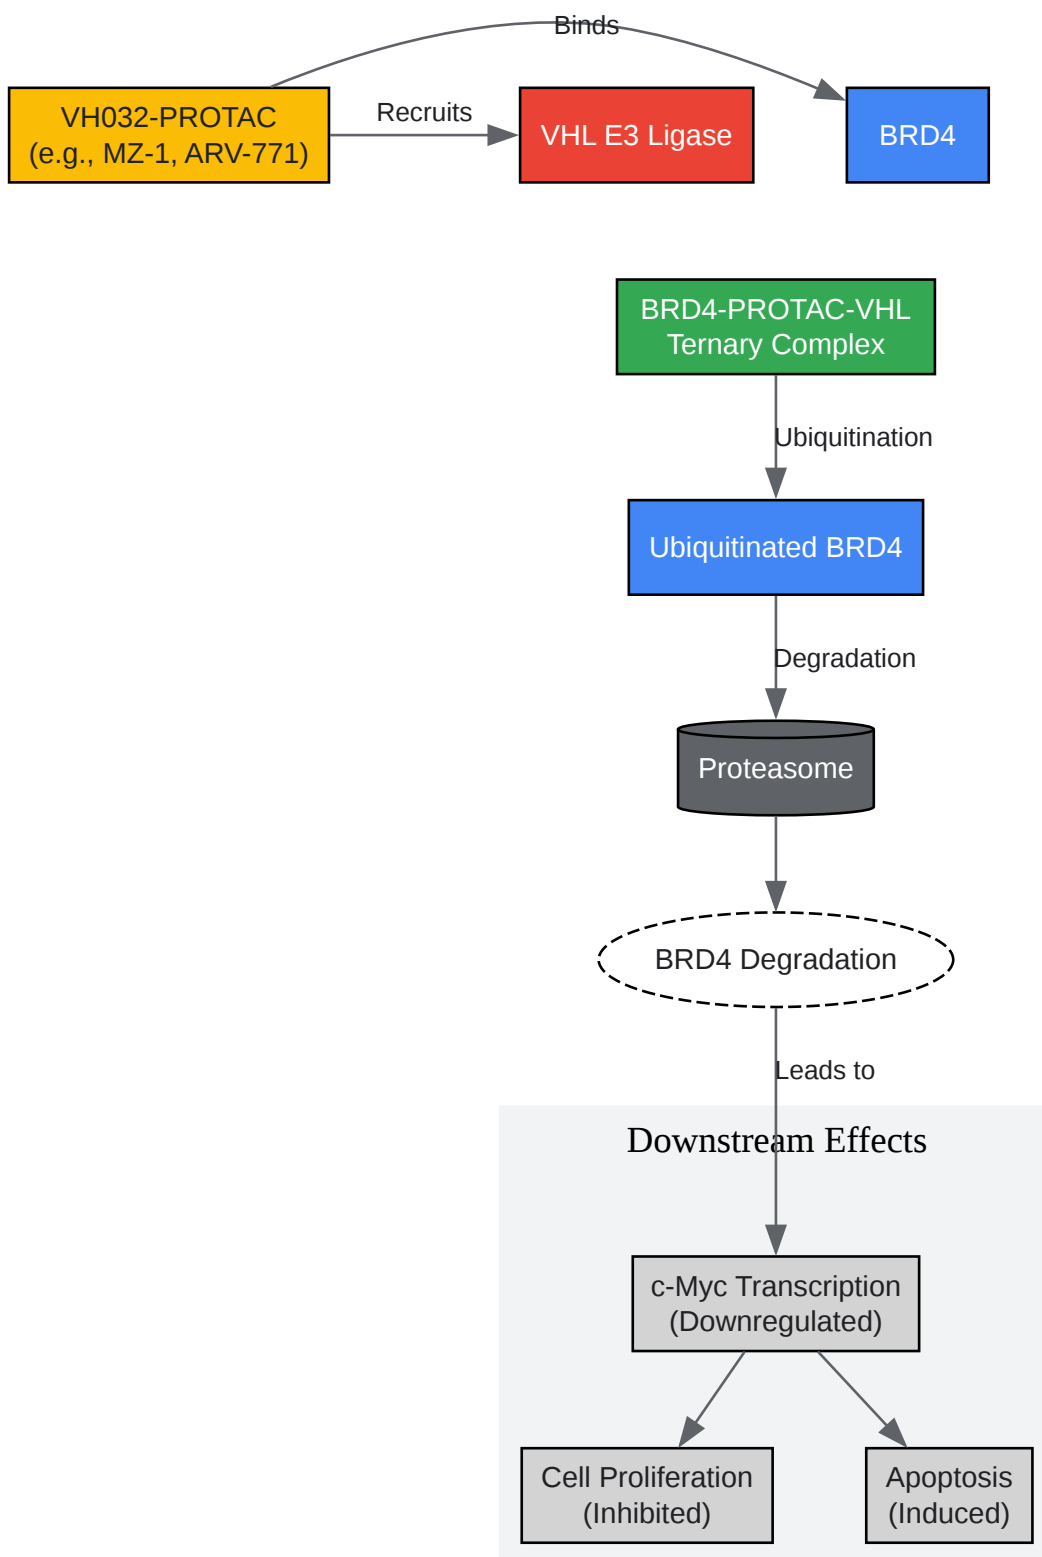 Binds
VH032-PROTAC
(e.g., MZ-1, ARV-771)
Recruits
VHL E3 Ligase
BRD4
BRD4-PROTAC-VHL
Ternary Complex
Ubiquitination
Ubiquitinated BRD4
Degradation
Proteasome
BRD4 Degradation
Leads to
Downstream Effects
c-Myc Transcription
(Downregulated)
Cell Proliferation
(Inhibited)
Apoptosis
(Induced)